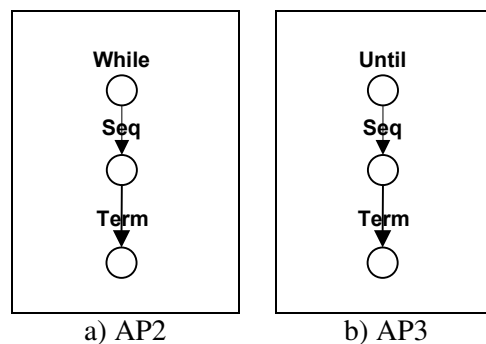 While
Seq
Term
a) AP2
Until
Seq
Term
b) AP3